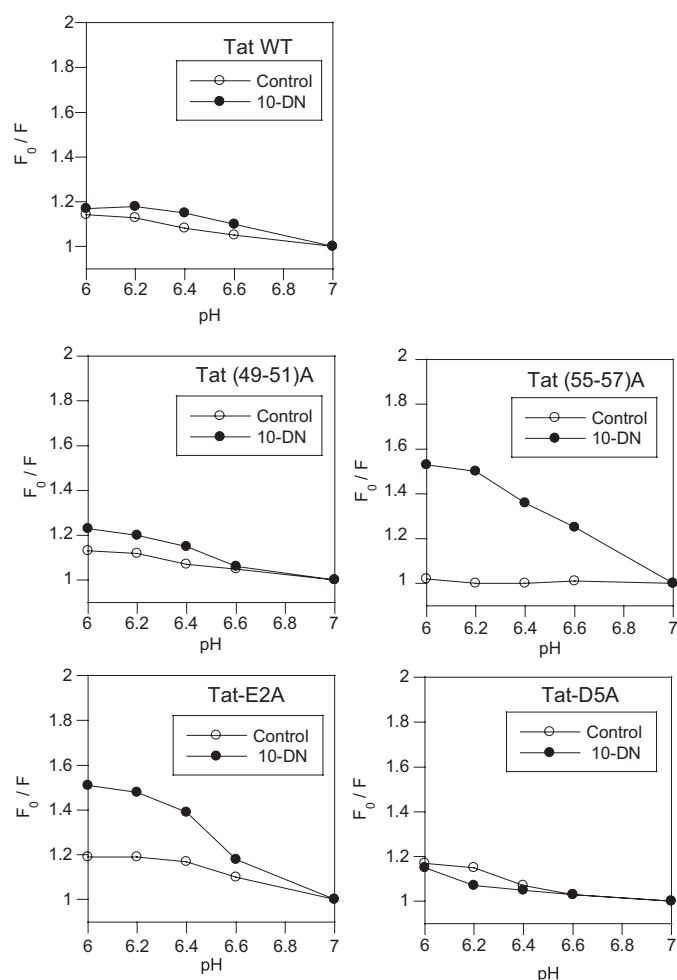 Tat WT
Control
10-DN
2
1.8
1.6
1.4
1.2
1
F0 / F
6 6.2 6.4 6.6 6.8 7
pH
Tat (49-51)A
Control
10-DN
2
1.8
1.6
1.4
1.2
1
F0 / F
6 6.2 6.4 6.6 6.8 7
pH
Tat (55-57)A
Control
10-DN
2
1.8
1.6
1.4
1.2
1
F0 / F
6 6.2 6.4 6.6 6.8 7
pH
Tat-E2A
Control
10-DN
2
1.8
1.6
1.4
1.2
1
F0 / F
6 6.2 6.4 6.6 6.8 7
pH
Tat-D5A
Control
10-DN
2
1.8
1.6
1.4
1.2
1
F0 / F
6 6.2 6.4 6.6 6.8 7
pH